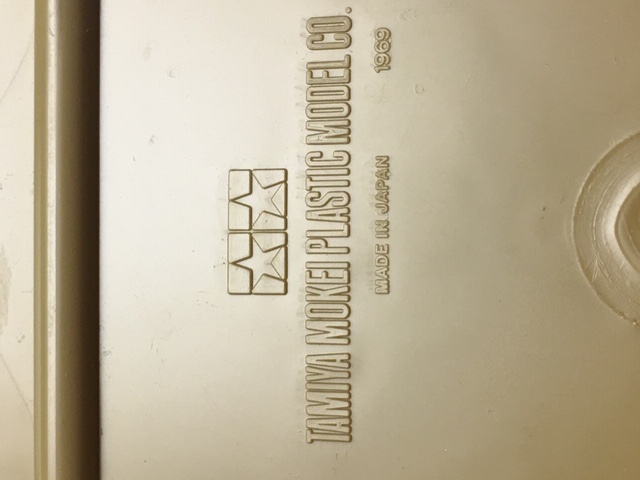 TAMIYA MOKEI PLASTIC MODEL CO.
MADE IN JAPAN 1969